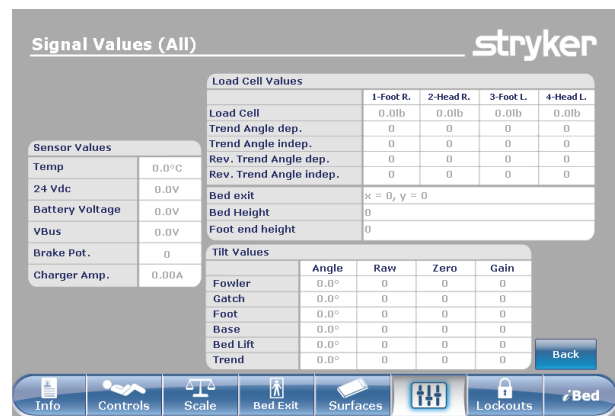 Signal Values (All)
stryker
Load Cell Values
1-Foot R. 2-Head R. 3-Foot L. 4-Head L.
Load Cell 0.0lb 0.0lb 0.0lb 0.0lb
Trend Angle dep. 0 0 0 0
Trend Angle indep. 0 0 0 0
Rev. Trend Angle dep. 0 0 0 0
Rev. Trend Angle indep. 0 0 0 0
Bed exit x = 0, y = 0
Bed Height 0
Foot end height 0
Sensor Values
Temp 0.0°C
24 Vdc 0.0V
Battery Voltage 0.0V
VBus 0.0V
Brake Pot. 0
Charger Amp. 0.00A
Tilt Values
Angle Raw Zero Gain
Fowler 0.0° 0 0 0
Gatch 0.0° 0 0 0
Foot 0.0° 0 0 0
Base 0.0° 0 0 0
Bed Lift 0.0° 0 0 0
Trend 0.0° 0 0 0
Back
Info Controls Scale Bed Exit Surfaces Lockouts iBed